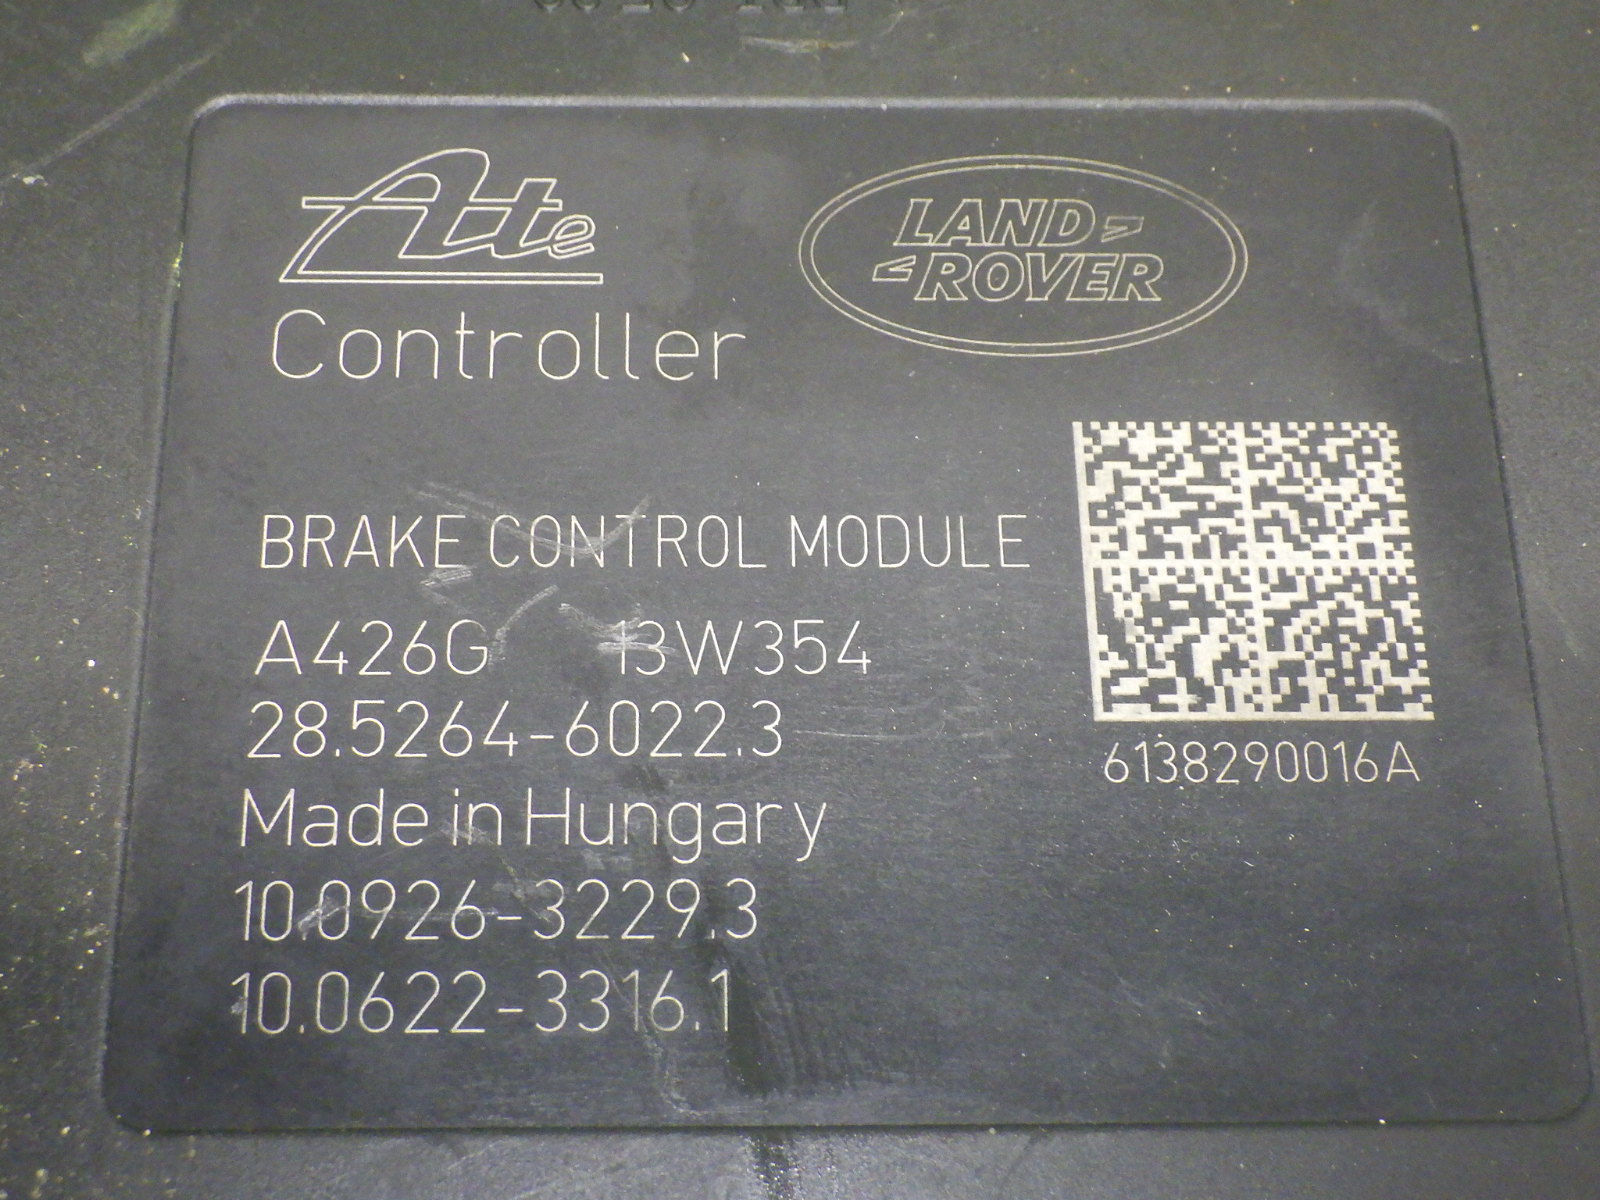 Ate
LAND
ROVER
Controller
BRAKE CONTROL MODULE
A426G 13W354
28.5264-6022.3
6138290016A
Made in Hungary
10.0926-3229.3
10.0622-3316.1